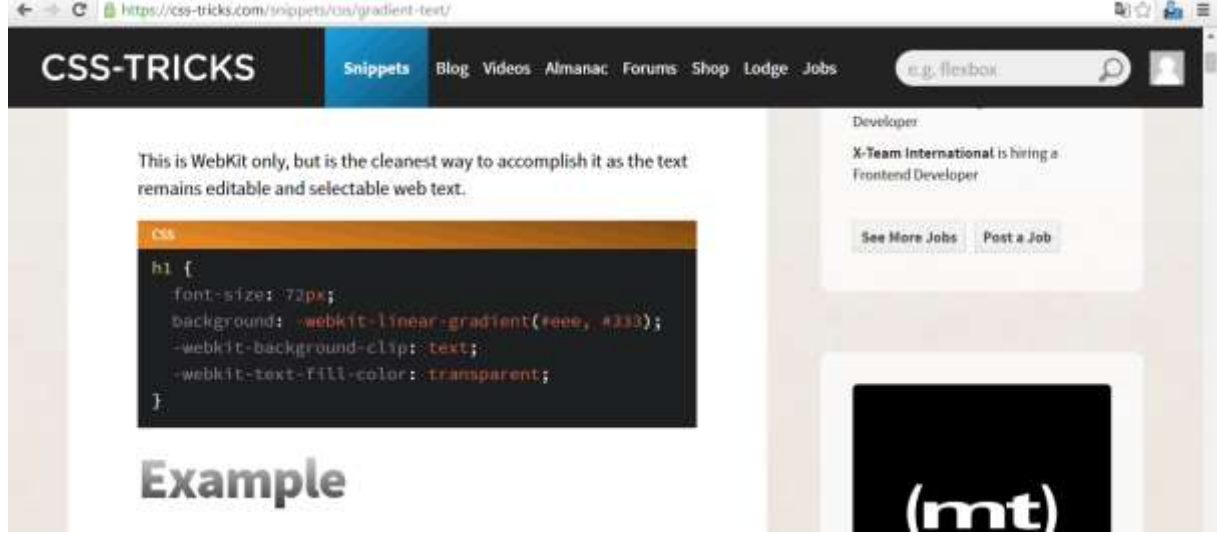 https://css-tricks.com/snippets/css/gradient-text/
CSS-TRICKS
Snippets Blog Videos Almanac Forums Shop Lodge Jobs
e.g. flexbox
This is WebKit only, but is the cleanest way to accomplish it as the text
remains editable and selectable web text.
CSS
h1 {
font-size: 72px;
background: -webkit-linear-gradient(#eee, #333);
-webkit-background-clip: text;
-webkit-text-fill-color: transparent;
}
Example
Developer
X-Team International is hiring a
Frontend Developer
See More Jobs Post a Job
(mt)